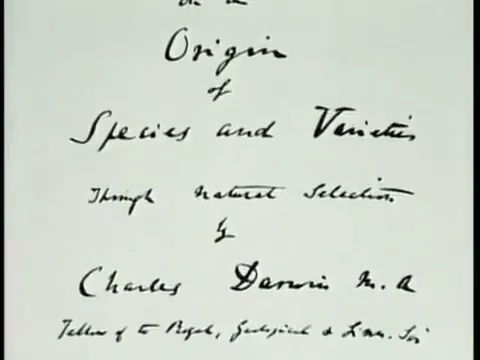 Origin
of
Species and Varieties
Through Natural Selection
by
Charles Darwin M.A
Fellow of the Royal, Geological & Linn. Soc